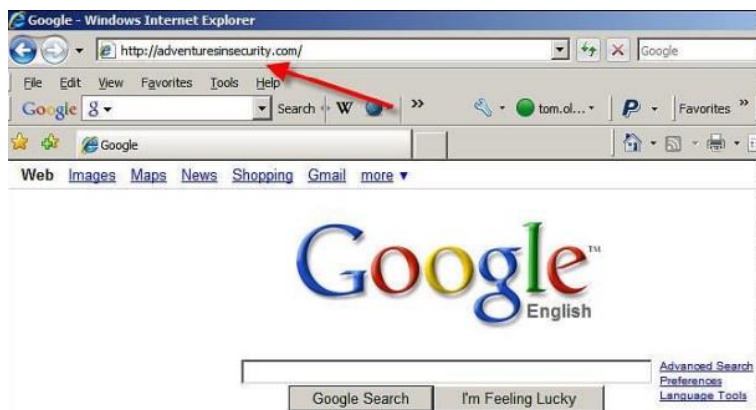 Google - Windows Internet Explorer
http://adventuresinsecurity.com/ Google
File Edit View Favorites Tools Help
Google Search W » tom.ol... Favorites »
Google
Web Images Maps News Shopping Gmail more ▼
Google™
English
Advanced Search
Preferences
Language Tools
Google Search I'm Feeling Lucky